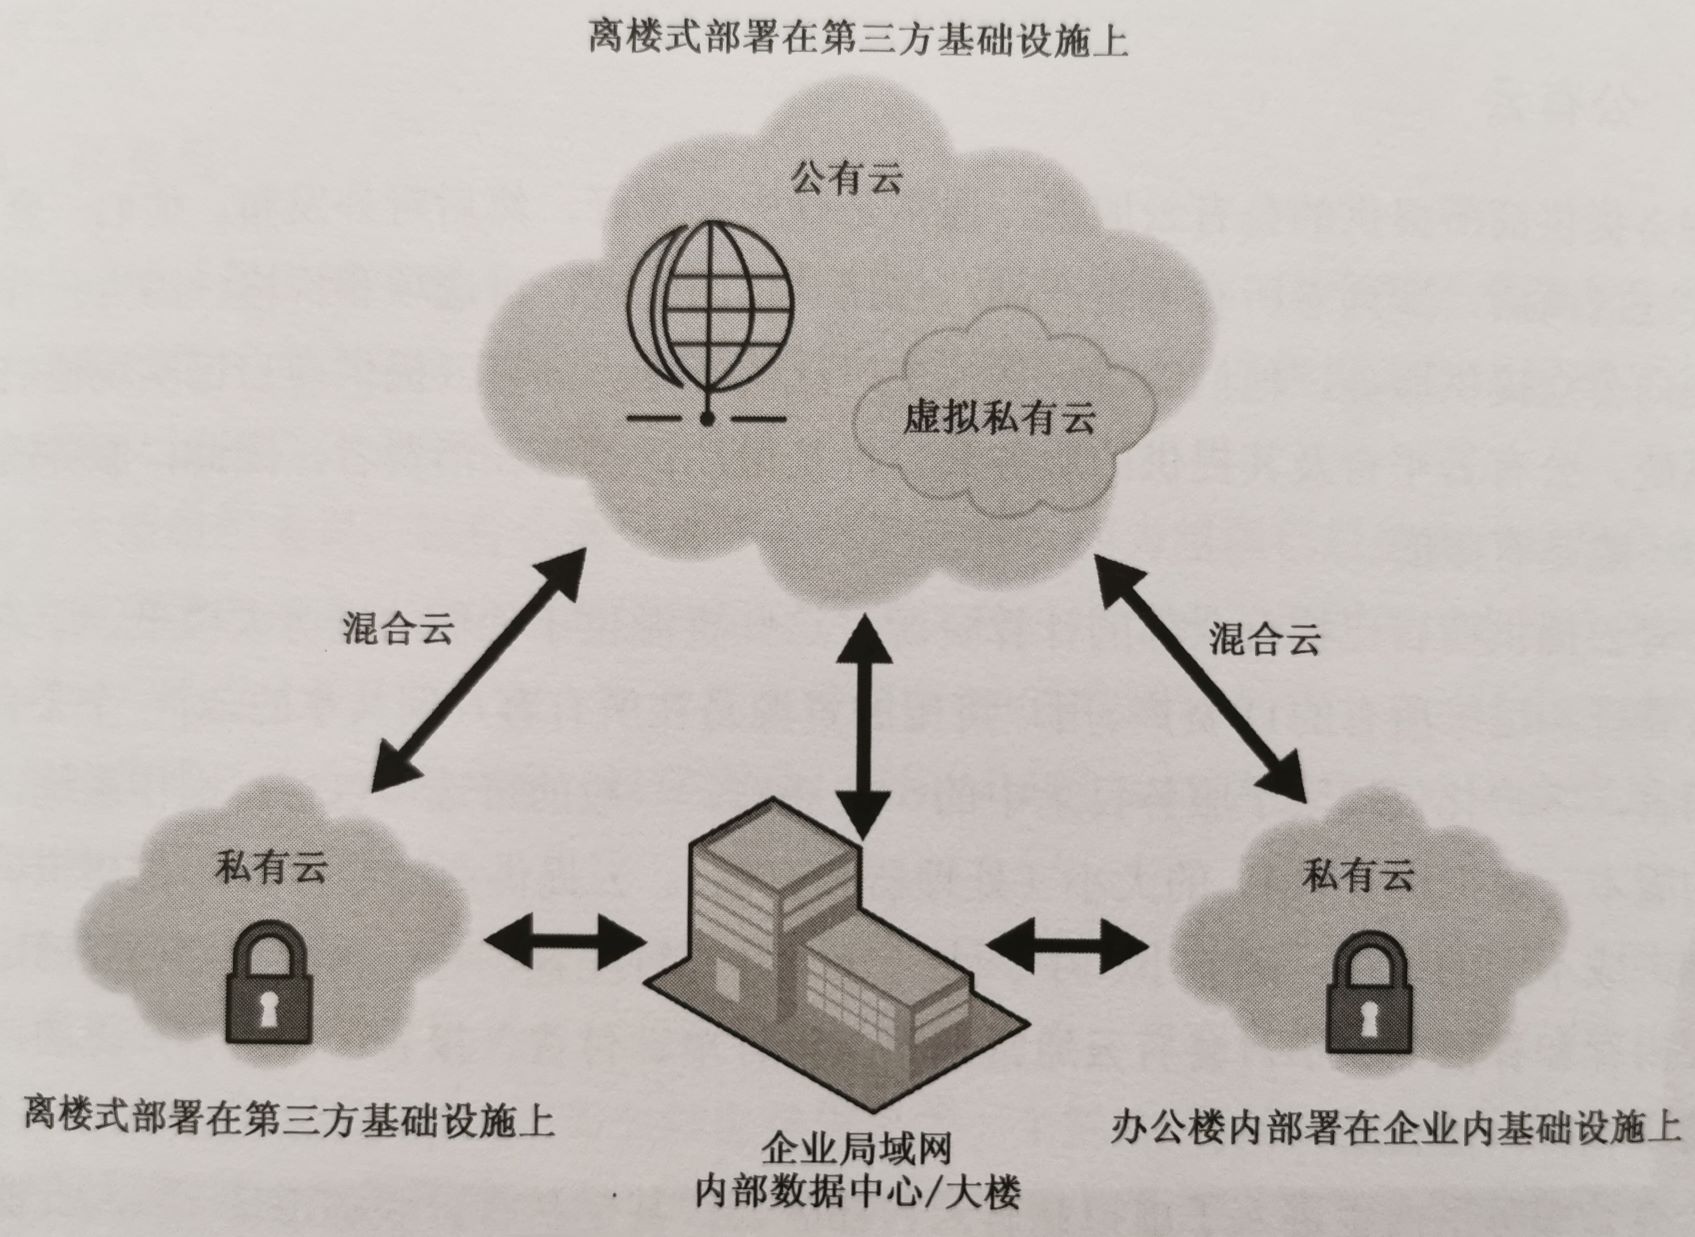 离楼式部署在第三方基础设施上
公有云
虚拟私有云
混合云
混合云
私有云
私有云
离楼式部署在第三方基础设施上
办公楼内部署在企业内基础设施上
企业局域网
内部数据中心/大楼